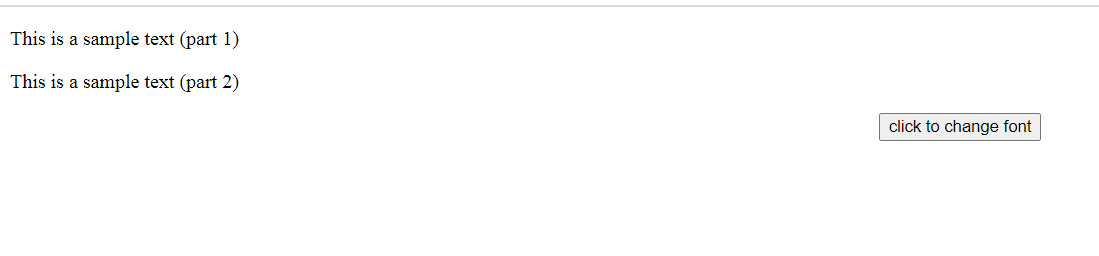 This is a sample text (part 1)
This is a sample text (part 2)
click to change font